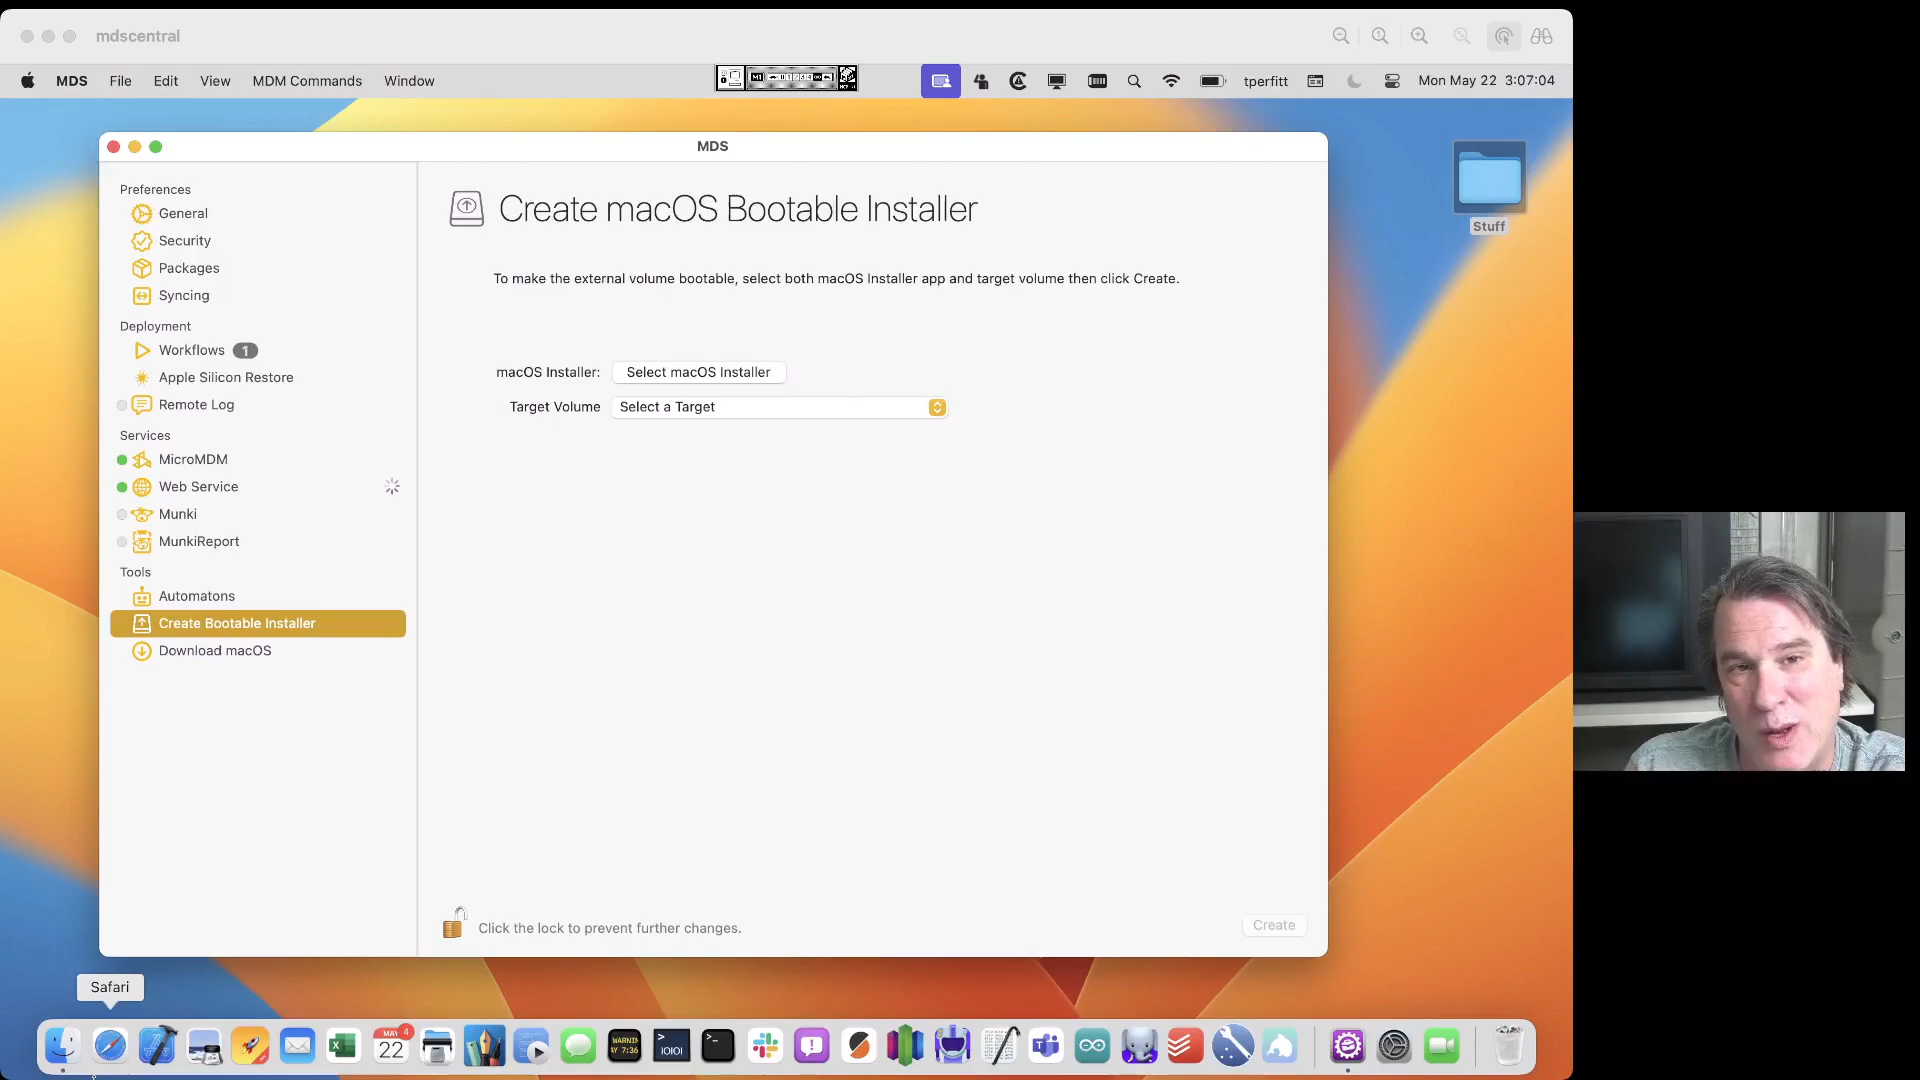 mdscentral
MDS File Edit View MDM Commands Window tperfitt Mon May 22 3:07:04
MDS
Preferences
General
Security
Packages
Syncing
Deployment
Workflows 1
Apple Silicon Restore
Remote Log
Services
MicroMDM
Web Service
Munki
MunkiReport
Tools
Automatons
Create Bootable Installer
Download macOS
Create macOS Bootable Installer
To make the external volume bootable, select both macOS Installer app and target volume then click Create.
macOS Installer: Select macOS Installer
Target Volume Select a Target
Click the lock to prevent further changes.
Create
Stuff
Safari
MAY 4
22